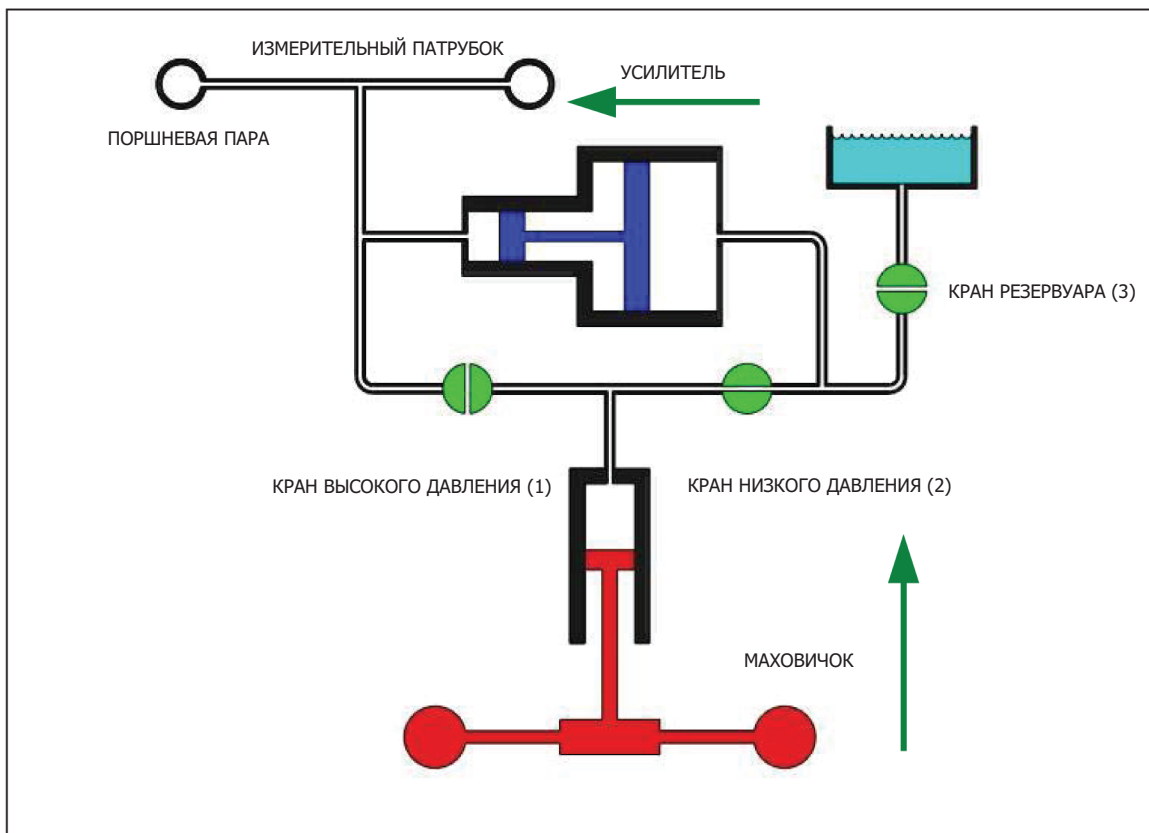 ИЗМЕРИТЕЛЬНЫЙ ПАТРУБОК
УСИЛИТЕЛЬ
ПОРШНЕВАЯ ПАРА
КРАН РЕЗЕРВУАРА (3)
КРАН ВЫСОКОГО ДАВЛЕНИЯ (1)
КРАН НИЗКОГО ДАВЛЕНИЯ (2)
МАХОВИЧОК